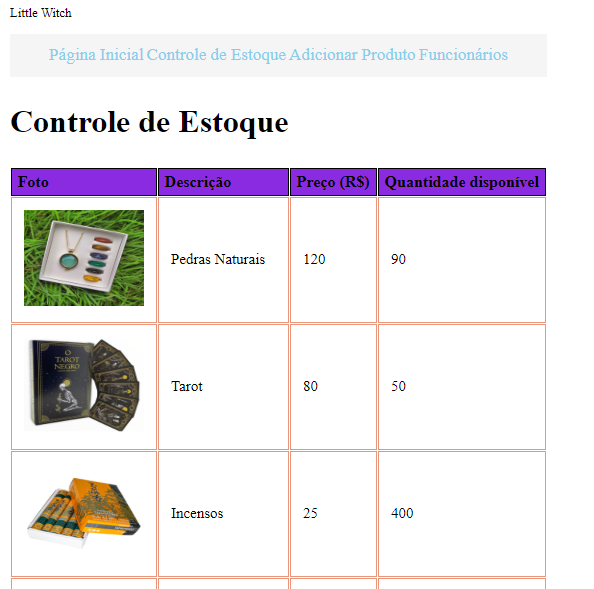 Little Witch
Página Inicial Controle de Estoque Adicionar Produto Funcionários
Controle de Estoque
Foto Descrição Preço (R$) Quantidade disponível
Pedras Naturais 120 90
O
TAROT
NEGRO
Tarot 80 50
Incensos 25 400